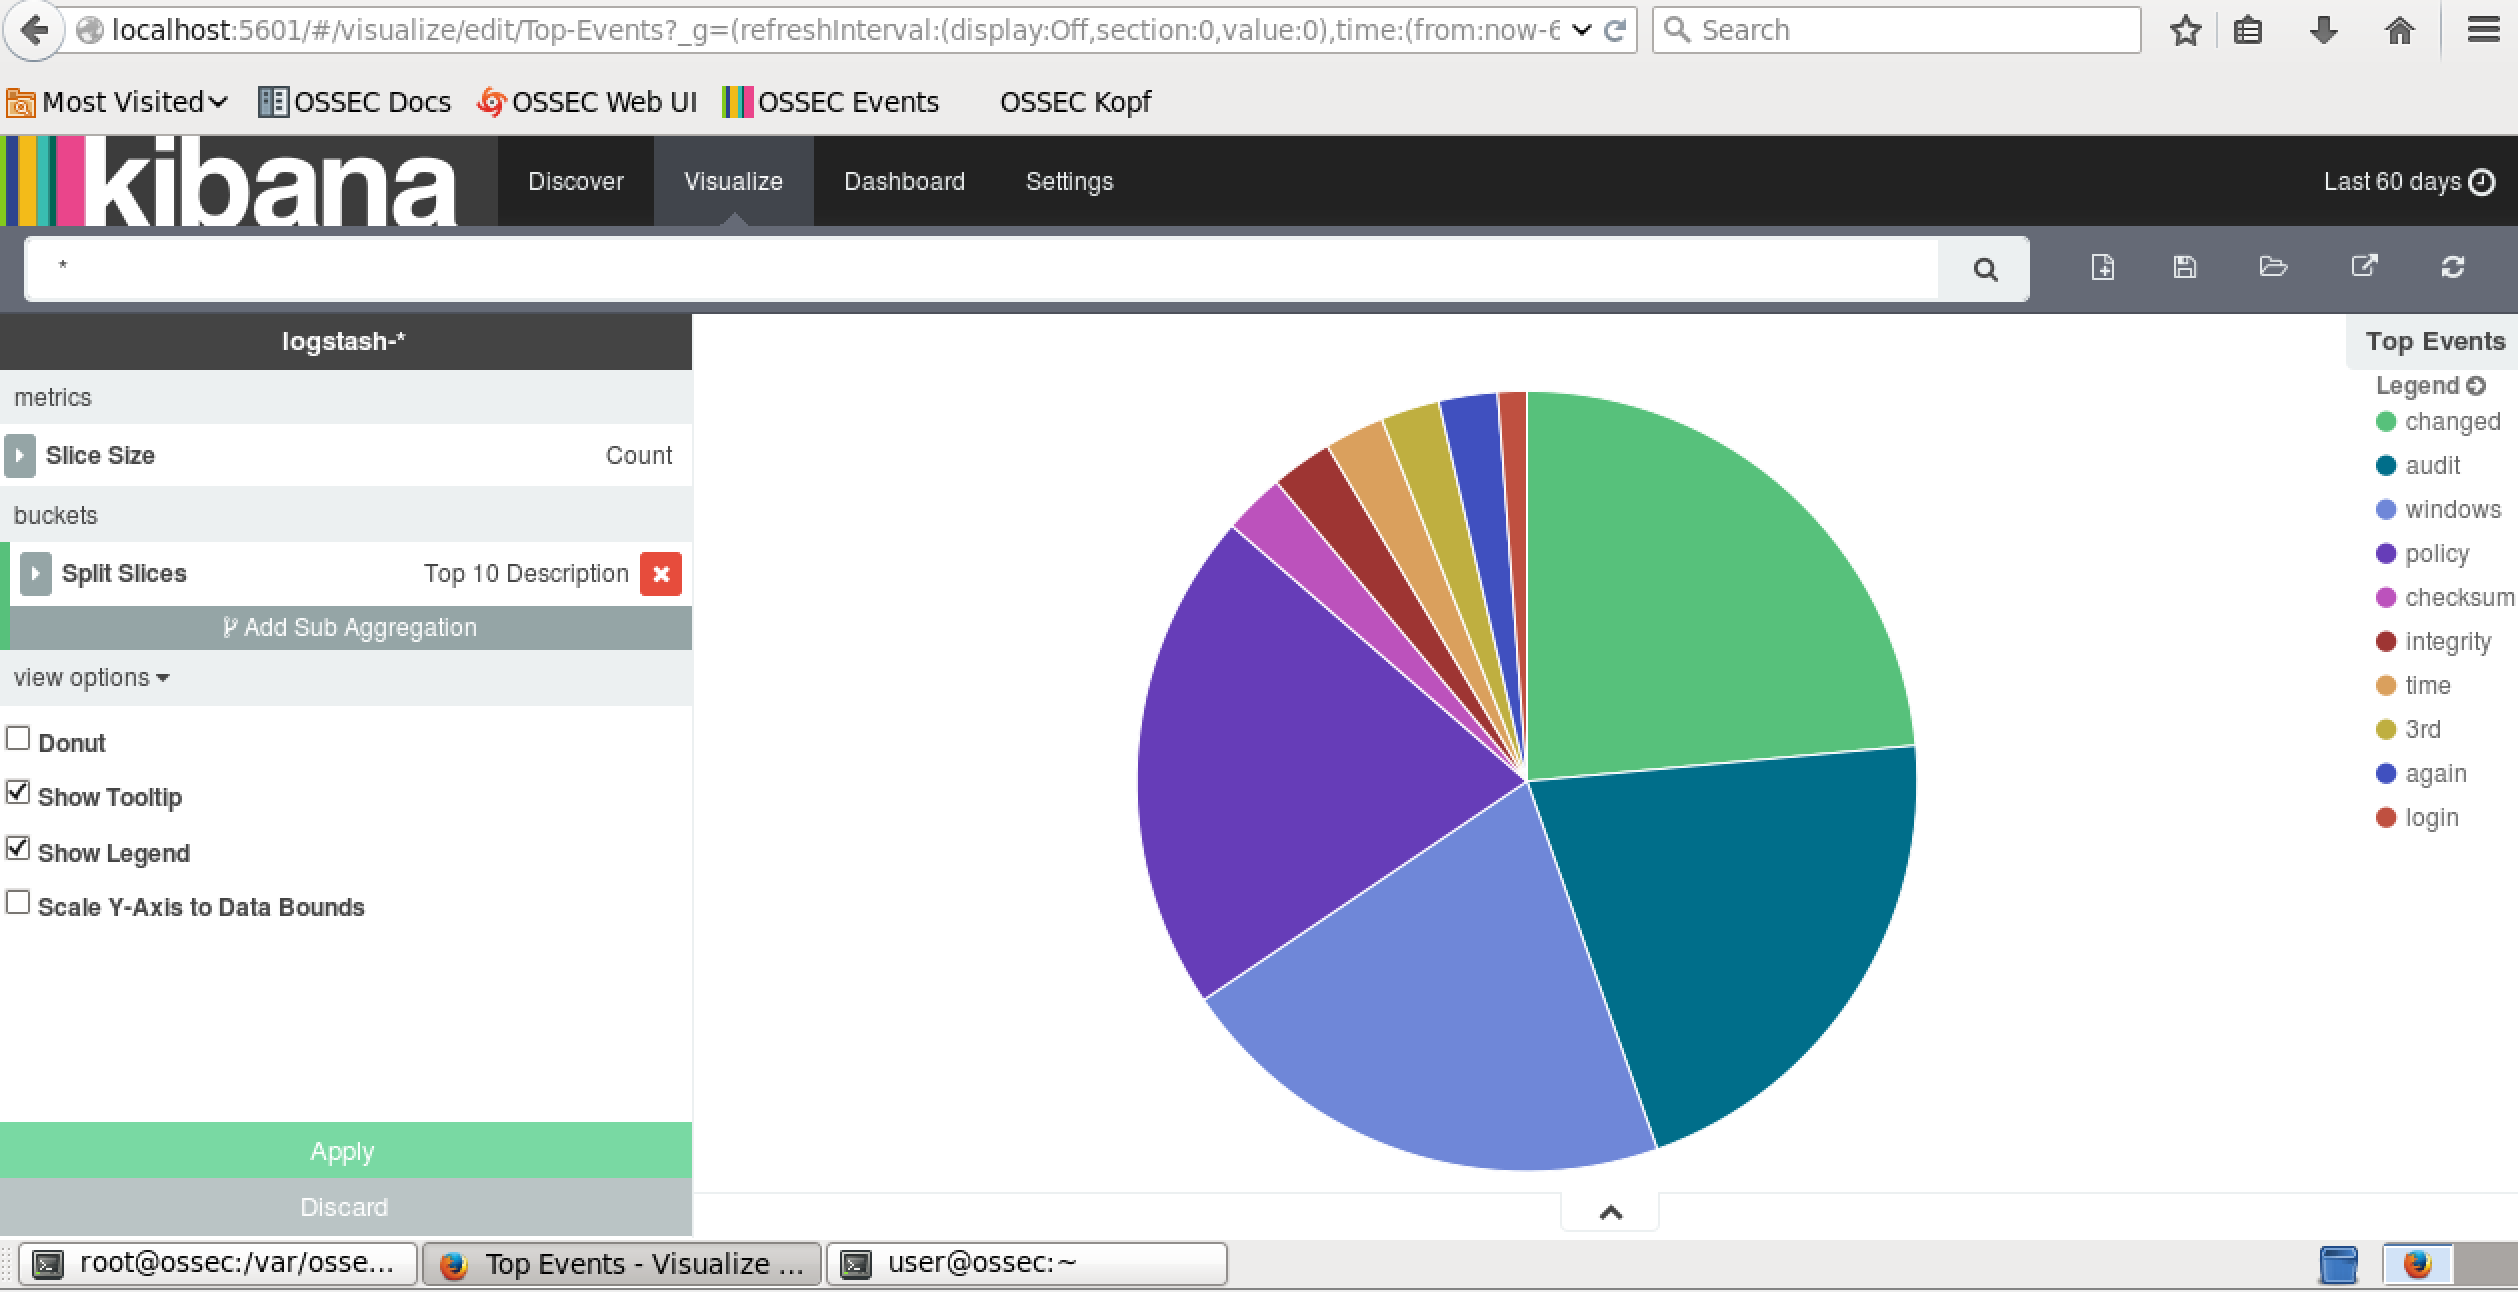 localhost:5601/#/visualize/edit/Top-Events?_g=(refreshInterval:(display:Off,section:0,value:0),time:(from:now-6
Search
Most Visited
OSSEC Docs
OSSEC Web UI
OSSEC Events
OSSEC Kopf
kibana
Discover
Visualize
Dashboard
Settings
Last 60 days
*
logstash-*
metrics
Slice Size
Count
buckets
Split Slices
Top 10 Description
Add Sub Aggregation
view options
Donut
Show Tooltip
Show Legend
Scale Y-Axis to Data Bounds
Apply
Discard
Top Events
Legend
changed
audit
windows
policy
checksum
integrity
time
3rd
again
login
root@ossec:/var/osse...
Top Events - Visualize ...
user@ossec:~